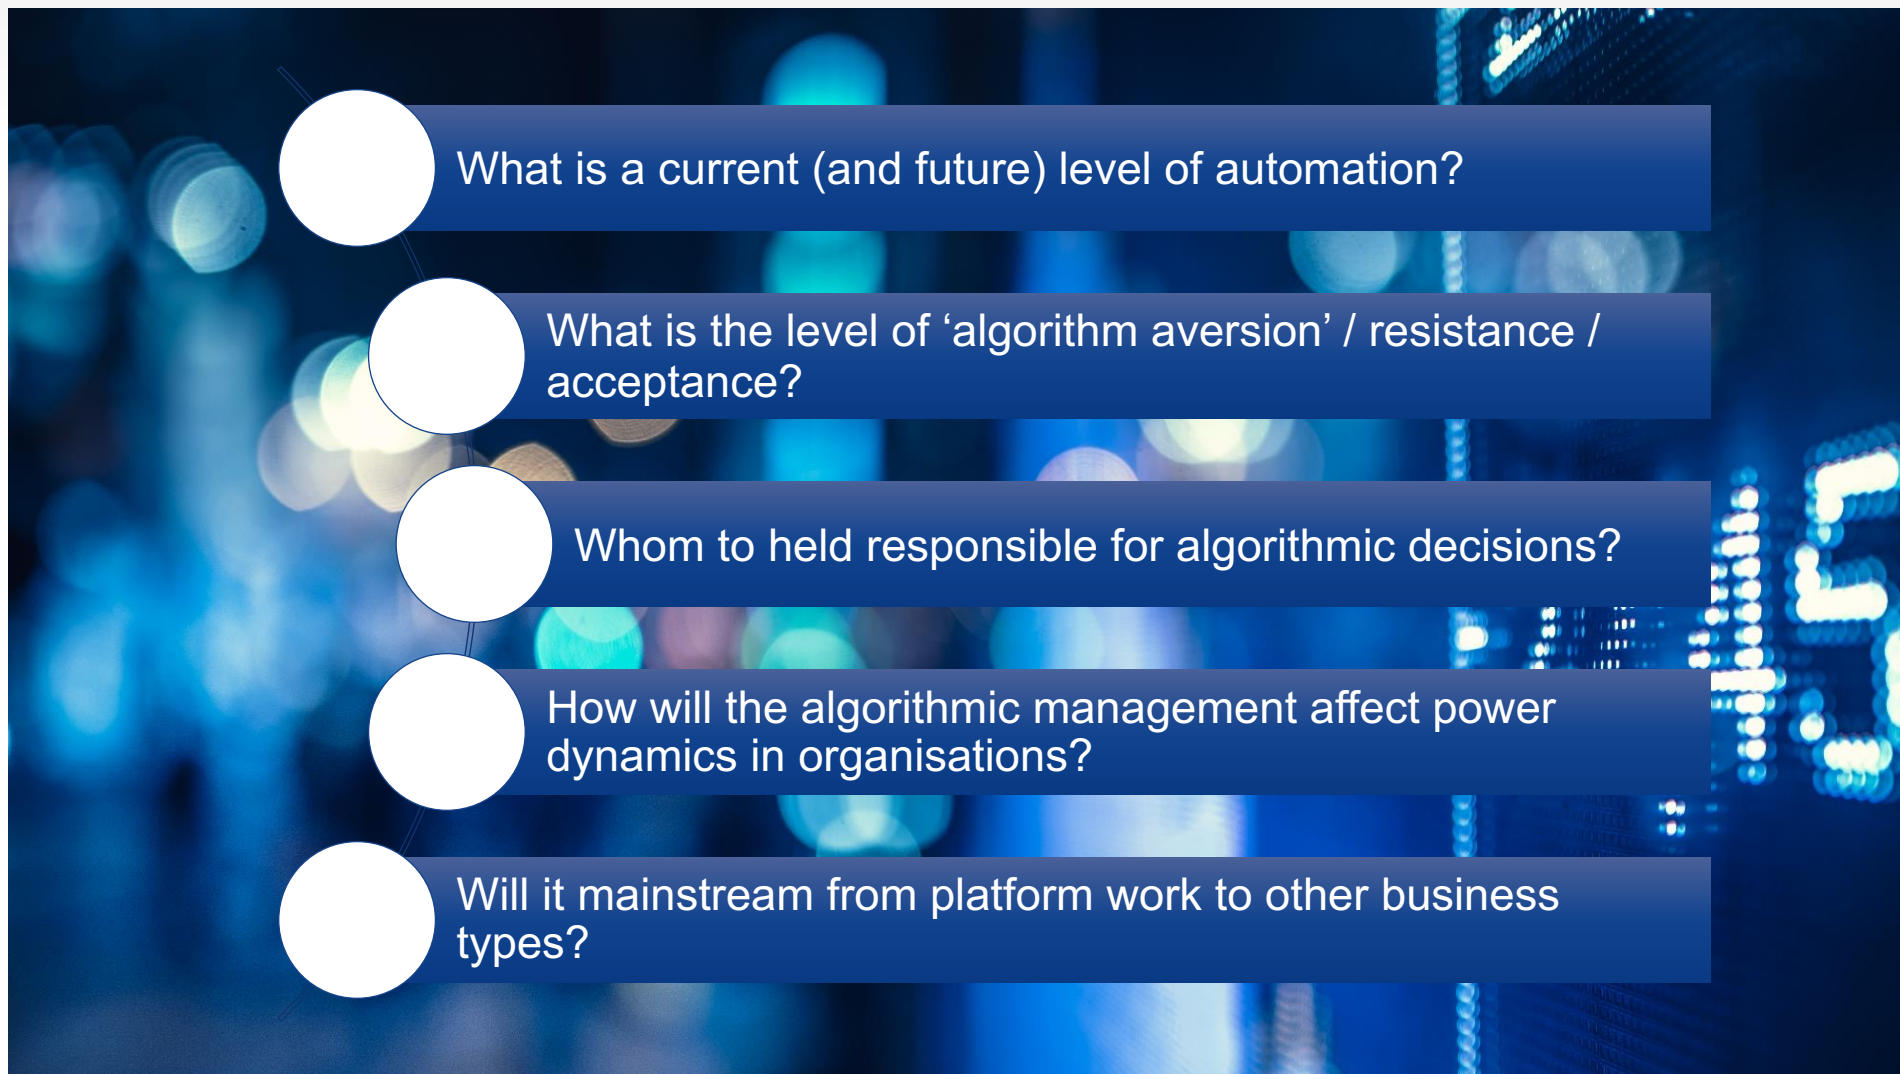 What is a current (and future) level of automation?
What is the level of ‘algorithm aversion’ / resistance /
acceptance?
Whom to held responsible for algorithmic decisions?
How will the algorithmic management affect power
dynamics in organisations?
Will it mainstream from platform work to other business
types?